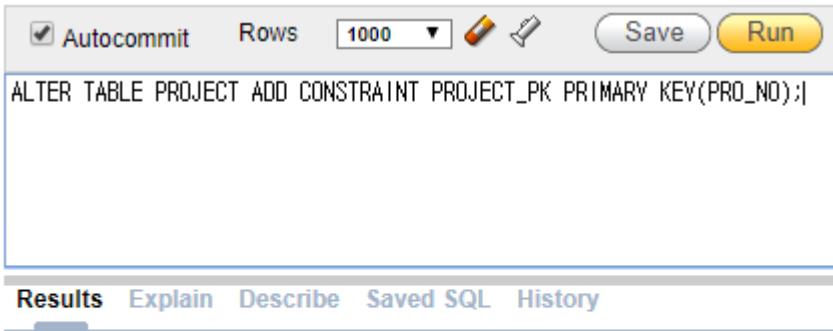 Autocommit Rows 1000 Save Run
ALTER TABLE PROJECT ADD CONSTRAINT PROJECT_PK PRIMARY KEY(PRO_NO);
Results Explain Describe Saved SQL History